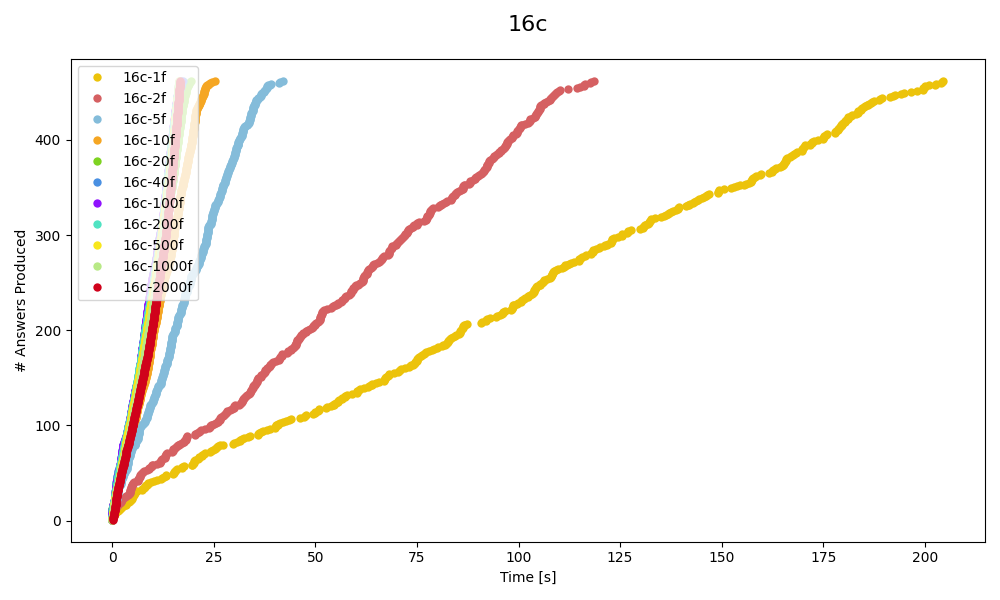 16c
# Answers Produced
400
300
200
100
0
16c-1f
16c-2f
16c-5f
16c-10f
16c-20f
16c-40f
16c-100f
16c-200f
16c-500f
16c-1000f
16c-2000f
0
25
50
75
100
125
150
175
200
Time [s]